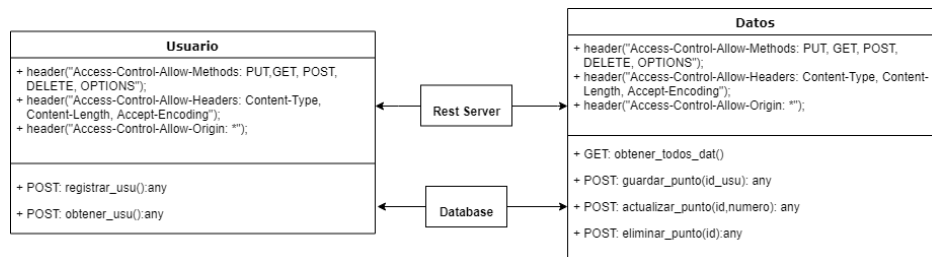 Usuario
+ header("Access-Control-Allow-Methods: PUT,GET, POST,
DELETE, OPTIONS");
+ header("Access-Control-Allow-Headers: Content-Type,
Content-Length, Accept-Encoding");
+ header("Access-Control-Allow-Origin: *");
+ POST: registrar_usu():any
+ POST: obtener_usu():any
Rest Server
Database
Datos
+ header("Access-Control-Allow-Methods: PUT, GET, POST,
DELETE, OPTIONS");
+ header("Access-Control-Allow-Headers: Content-Type, Content-
Length, Accept-Encoding");
+ header("Access-Control-Allow-Origin: *");
+ GET: obtener_todos_dat()
+ POST: guardar_punto(id_usu): any
+ POST: actualizar_punto(id,numero): any
+ POST: eliminar_punto(id):any